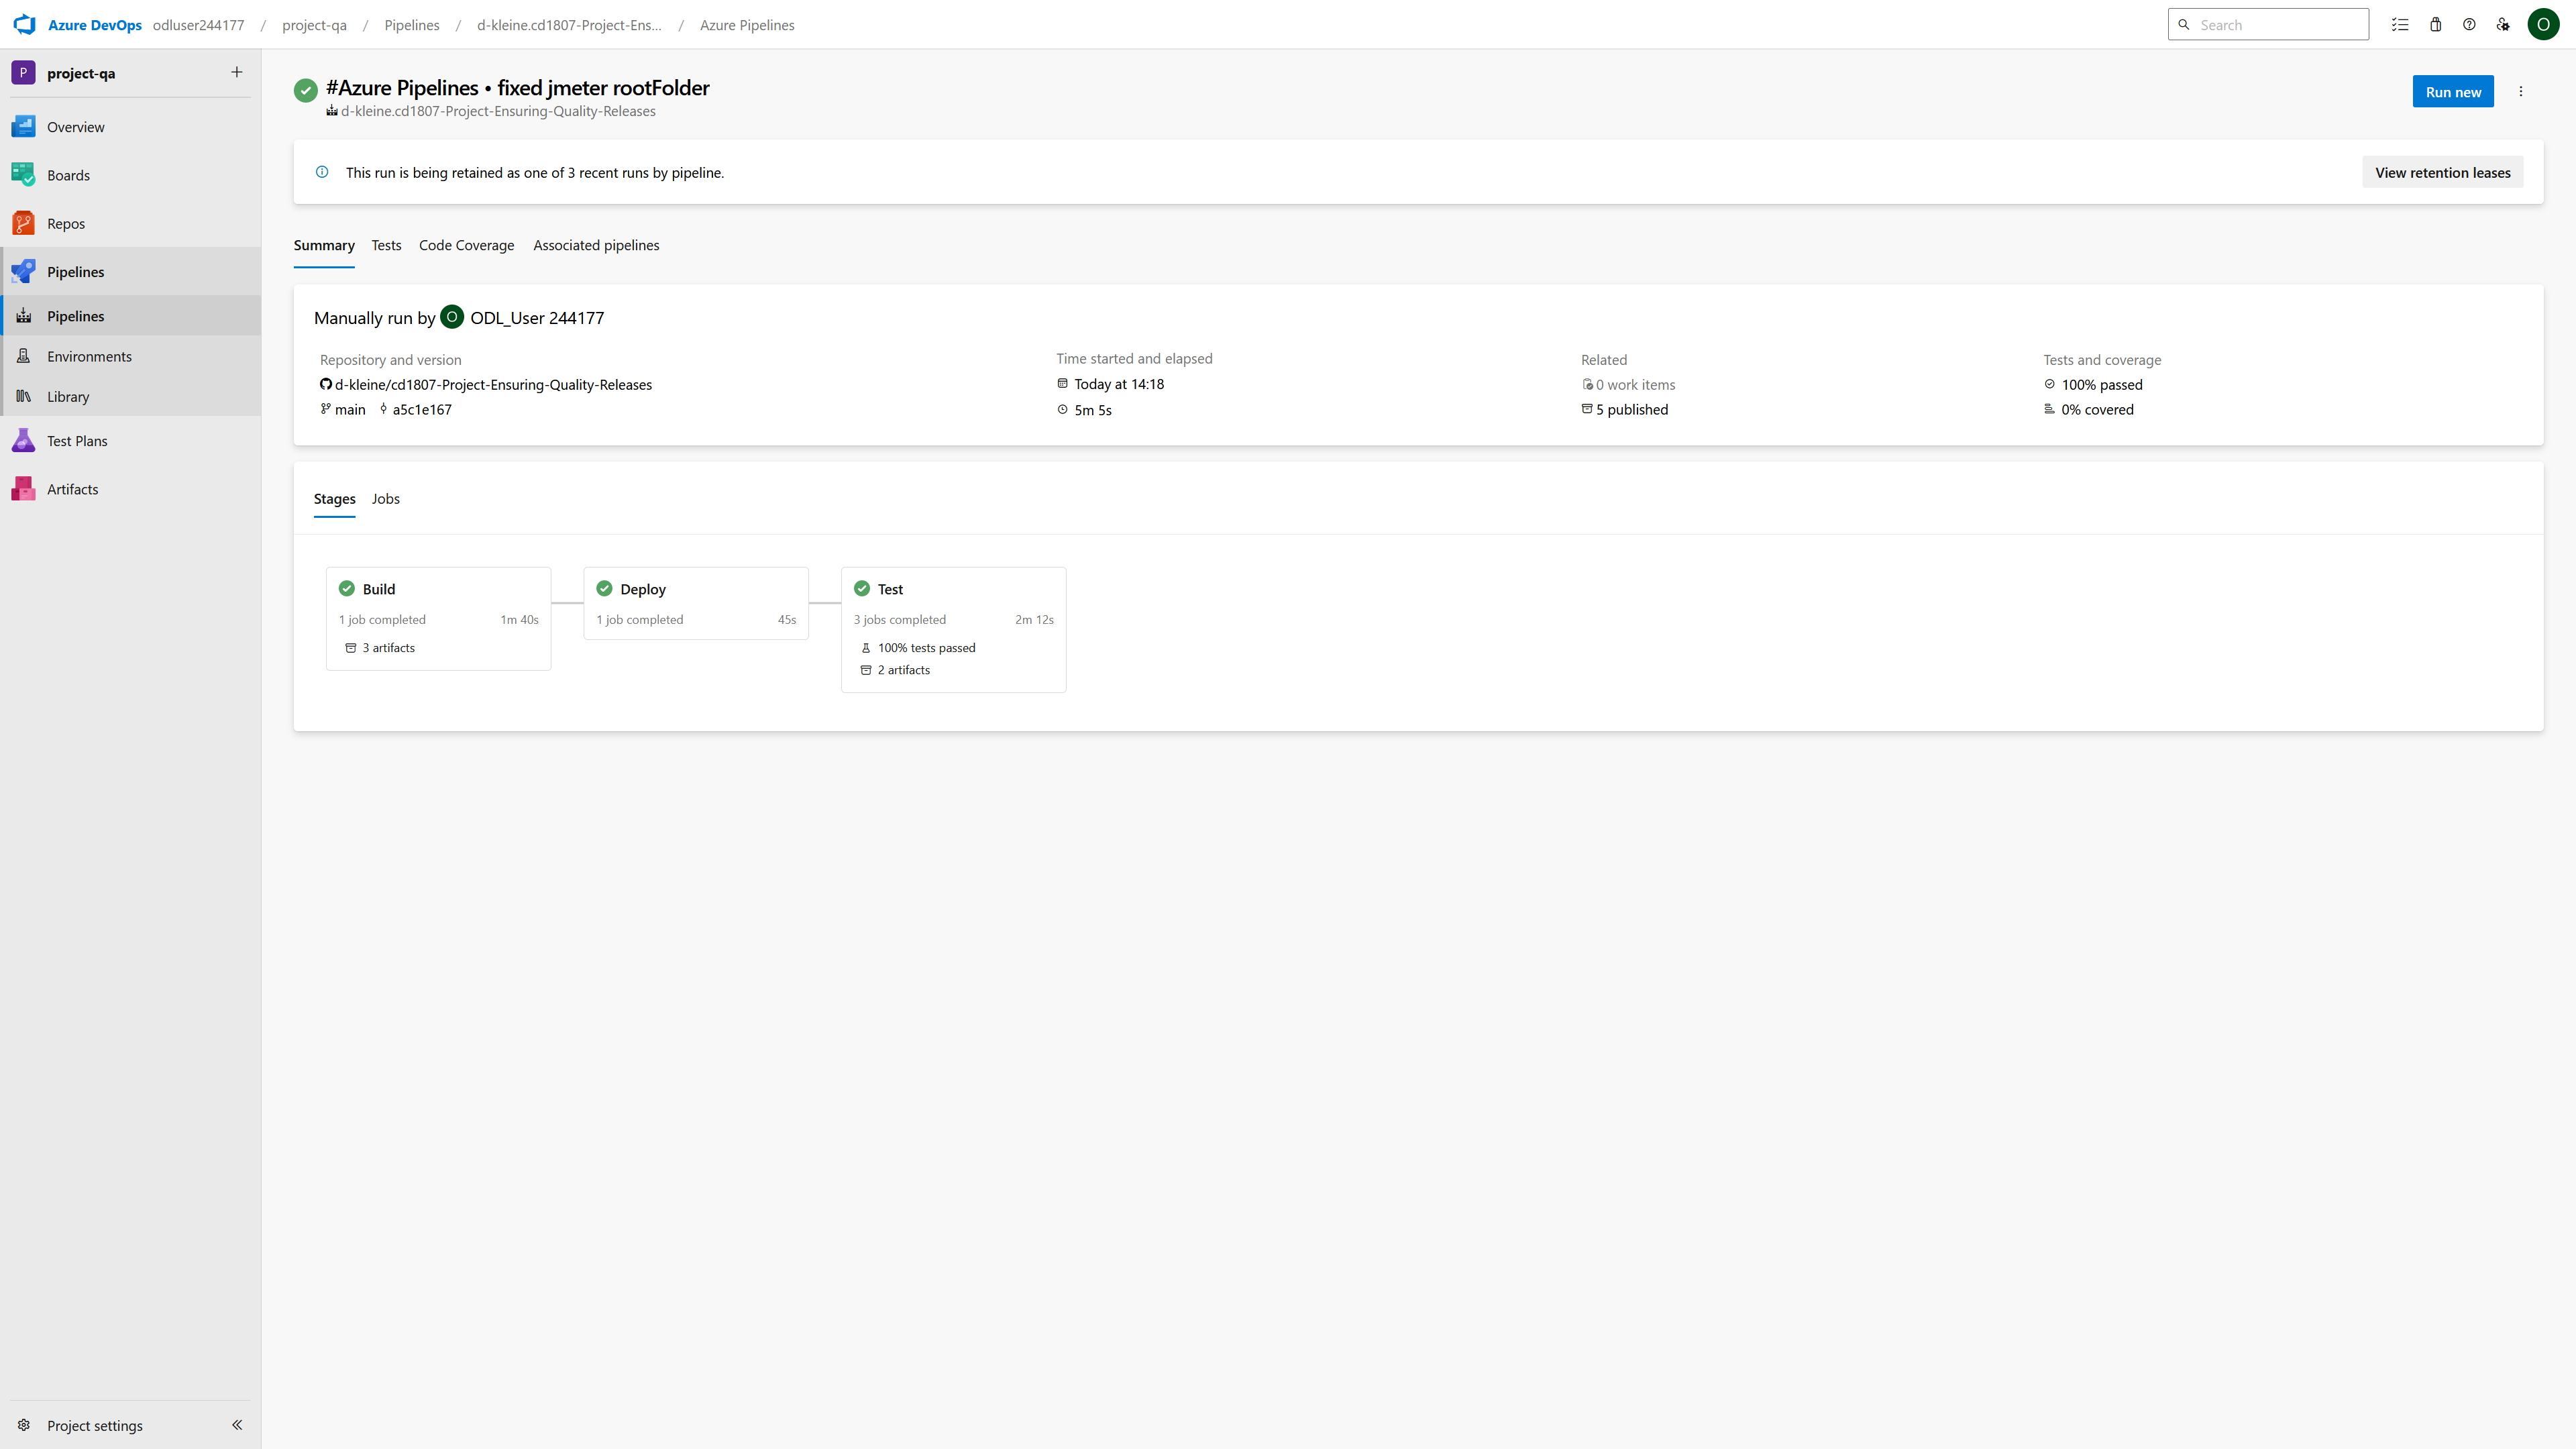 Azure DevOps odluser244177 / project-qa / Pipelines / d-kleine.cd1807-Project-Ens... / Azure Pipelines
Search
O
P project-qa
Overview
Boards
Repos
Pipelines
Pipelines
Environments
Library
Test Plans
Artifacts
Project settings
#Azure Pipelines • fixed jmeter rootFolder
d-kleine.cd1807-Project-Ensuring-Quality-Releases
Run new
This run is being retained as one of 3 recent runs by pipeline.
View retention leases
Summary Tests Code Coverage Associated pipelines
Manually run by O ODL_User 244177
Repository and version
d-kleine/cd1807-Project-Ensuring-Quality-Releases
main a5c1e167
Time started and elapsed
Today at 14:18
5m 5s
Related
0 work items
5 published
Tests and coverage
100% passed
0% covered
Stages Jobs
Build
1 job completed 1m 40s
3 artifacts
Deploy
1 job completed 45s
Test
3 jobs completed 2m 12s
100% tests passed
2 artifacts